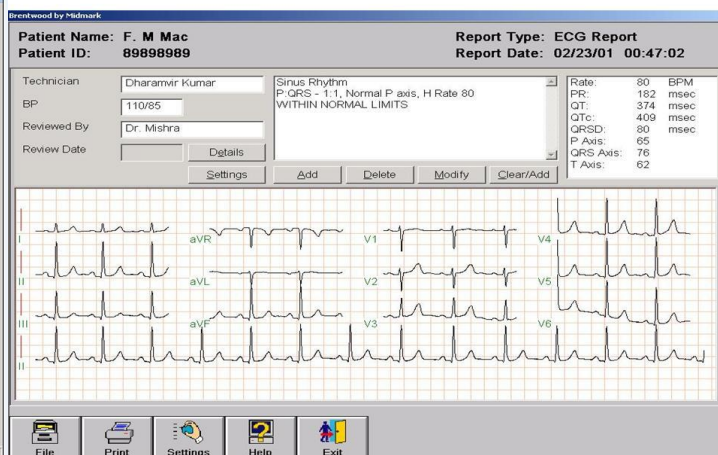 Brentwood by Midmark
Patient Name: F. M Mac
Report Type: ECG Report
Patient ID: 89898989
Report Date: 02/23/01 00:47:02
Technician Dharamvir Kumar
BP 110/85
Reviewed By Dr. Mishra
Review Date
Details
Settings
Sinus Rhythm
P:QRS - 1:1, Normal P axis, H Rate 80
WITHIN NORMAL LIMITS
Add Delete Modify Clear/Add
Rate: 80 BPM
PR: 182 msec
QT: 374 msec
QTc: 409 msec
QRSD: 80 msec
P Axis: 65
QRS Axis: 76
T Axis: 62
I aVR V1 V4
II aVL V2 V5
III aVF V3 V6
II
File Print Settings Help Exit